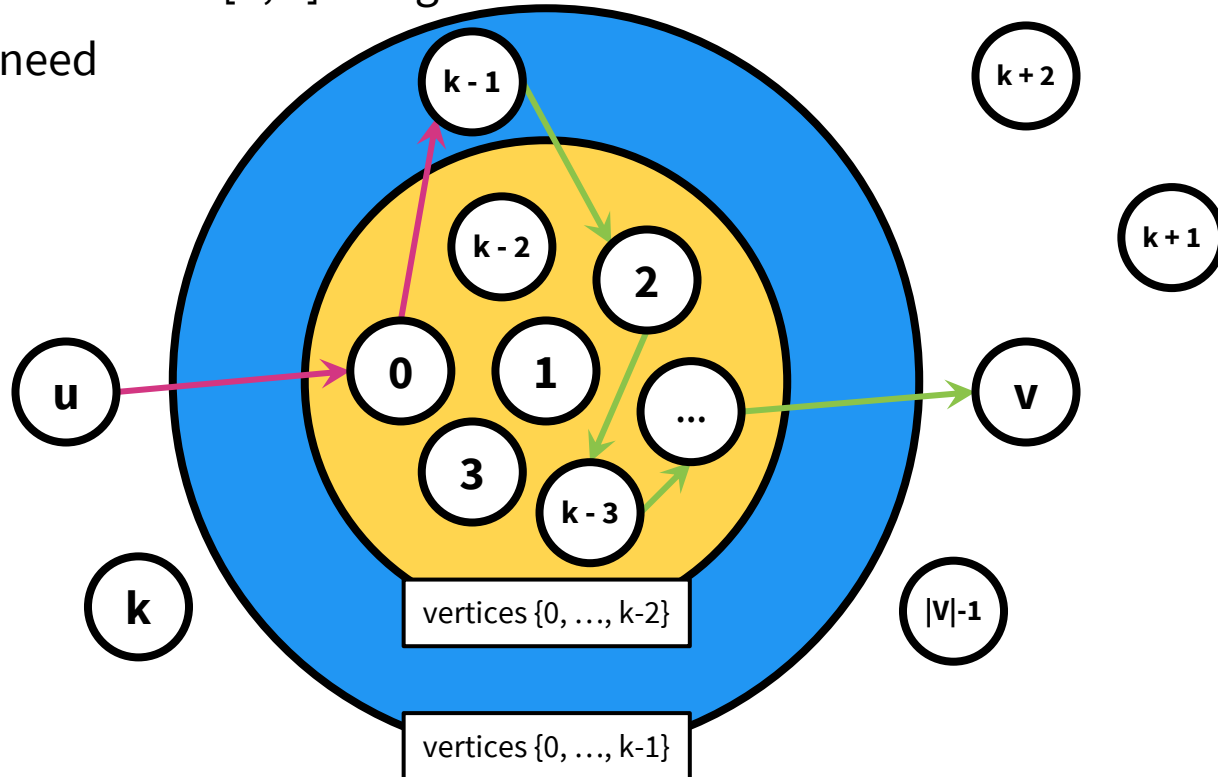 need
k - 1
k + 2
k - 2
k + 1
2
0
1
u
v
...
3
k - 3
k
vertices {0, …, k-2}
|V|-1
vertices {0, …, k-1}